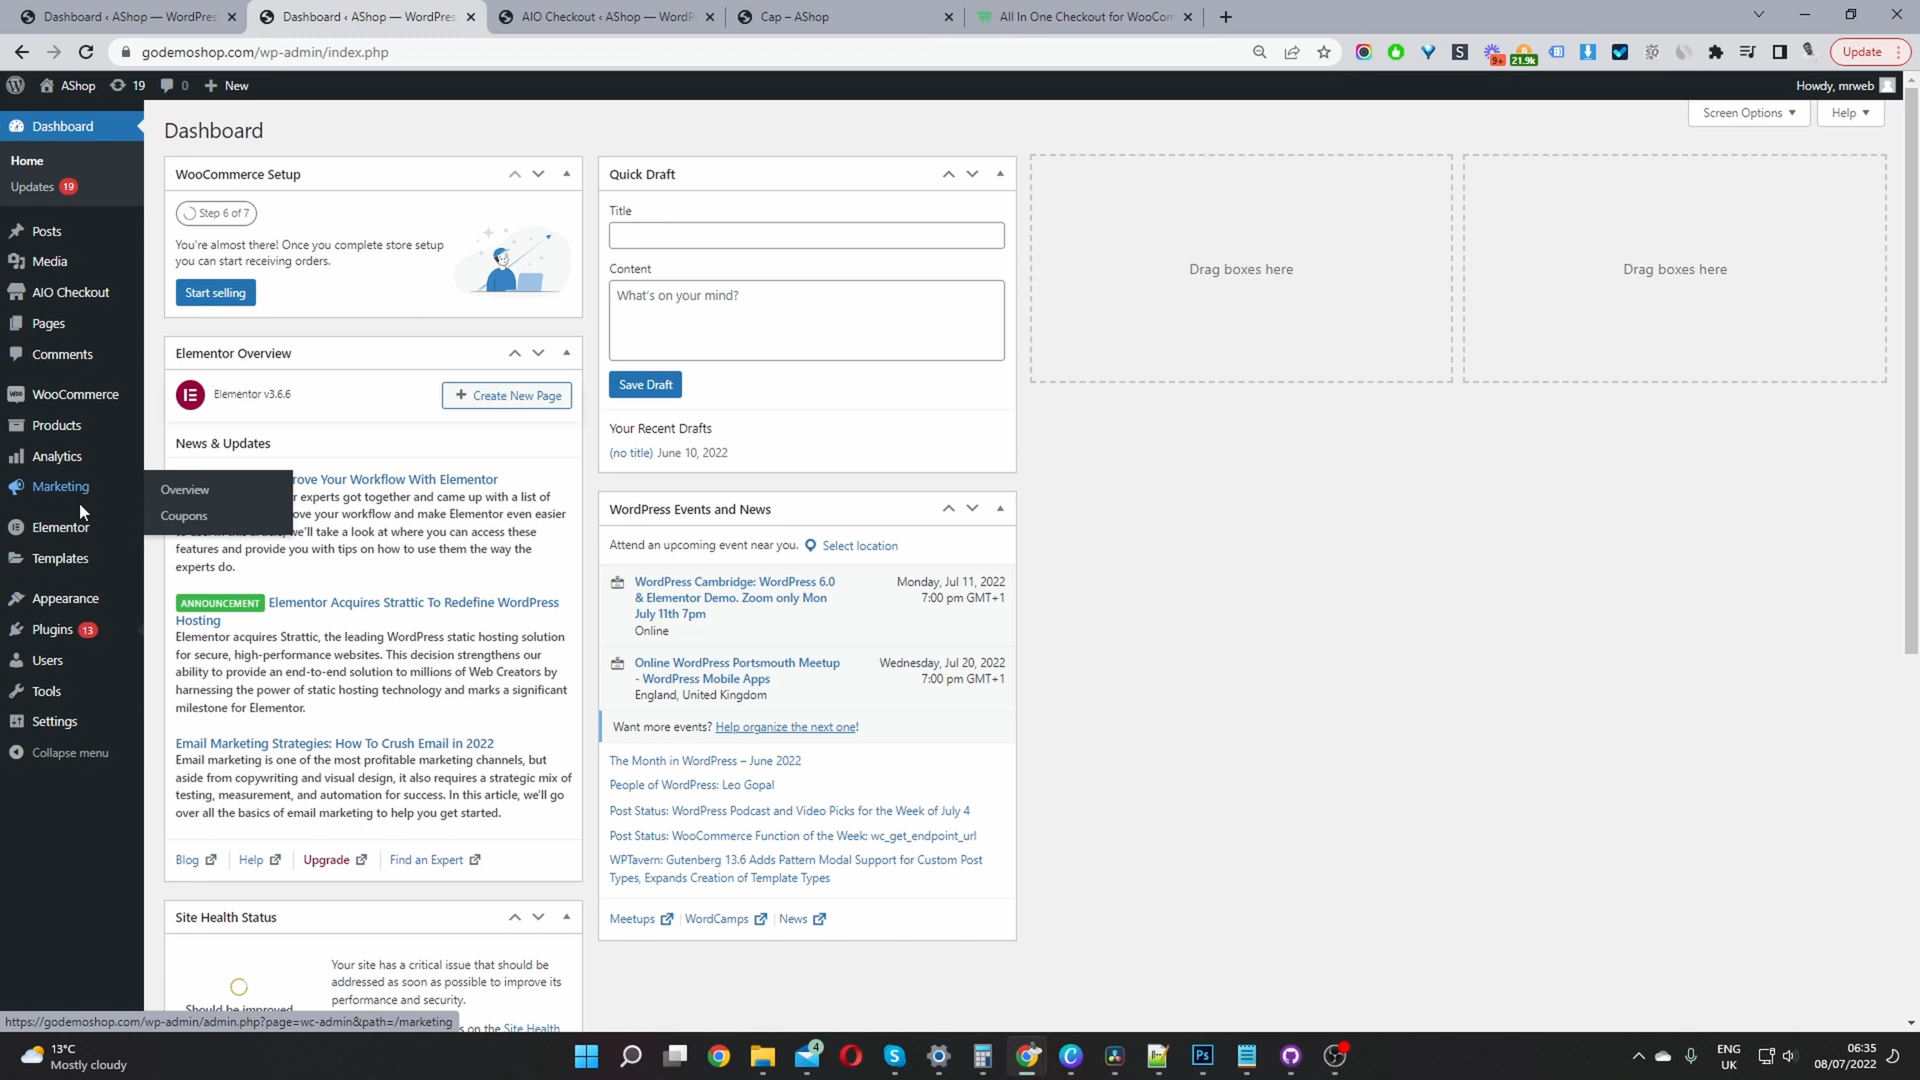 Dashboard ‹ AShop — WordPres
Dashboard ‹ AShop — WordPres
AIO Checkout ‹ AShop — WordP
Cap – AShop
All In One Checkout for WooCom
godemoshop.com/wp-admin/index.php
9+
21.9k
Update
AShop
19
0
New
Howdy, mrweb
Dashboard
Home
Updates 19
Posts
Media
AIO Checkout
Pages
Comments
WooCommerce
Products
Analytics
Marketing
Elementor
Templates
Appearance
Plugins 13
Users
Tools
Settings
Collapse menu
Overview
Coupons
Dashboard
Screen Options
Help
WooCommerce Setup
Step 6 of 7
You're almost there! Once you complete store setup
you can start receiving orders.
Start selling
Elementor Overview
Elementor v3.6.6
Create New Page
News & Updates
rove Your Workflow With Elementor
r experts got together and came up with a list of
ove your workflow and make Elementor even easier
we'll take a look at where you can access these
features and provide you with tips on how to use them the way the
experts do.
ANNOUNCEMENT Elementor Acquires Strattic To Redefine WordPress
Hosting
Elementor acquires Strattic, the leading WordPress static hosting solution
for secure, high-performance websites. This decision strengthens our
ability to provide an end-to-end solution to millions of Web Creators by
harnessing the power of static hosting technology and marks a significant
milestone for Elementor.
Email Marketing Strategies: How To Crush Email in 2022
Email marketing is one of the most profitable marketing channels, but
aside from copywriting and visual design, it also requires a strategic mix of
testing, measurement, and automation for success. In this article, we'll go
over all the basics of email marketing to help you get started.
Blog
Help
Upgrade
Find an Expert
Site Health Status
Your site has a critical issue that should be
addressed as soon as possible to improve its
performance and security.
Should be improved
s on the Site Health
Quick Draft
Title
Content
What's on your mind?
Save Draft
Your Recent Drafts
(no title) June 10, 2022
WordPress Events and News
Attend an upcoming event near you. Select location
WordPress Cambridge: WordPress 6.0
& Elementor Demo. Zoom only Mon
July 11th 7pm
Online
Monday, Jul 11, 2022
7:00 pm GMT+1
Online WordPress Portsmouth Meetup
- WordPress Mobile Apps
England, United Kingdom
Wednesday, Jul 20, 2022
7:00 pm GMT+1
Want more events? Help organize the next one!
The Month in WordPress – June 2022
People of WordPress: Leo Gopal
Post Status: WordPress Podcast and Video Picks for the Week of July 4
Post Status: WooCommerce Function of the Week: wc_get_endpoint_url
WPTavern: Gutenberg 13.6 Adds Pattern Modal Support for Custom Post
Types, Expands Creation of Template Types
Meetups
WordCamps
News
Drag boxes here
Drag boxes here
https://godemoshop.com/wp-admin/admin.php?page=wc-admin&path=/marketing
13°C
Mostly cloudy
4
Ps
ENG
UK
06:35
08/07/2022